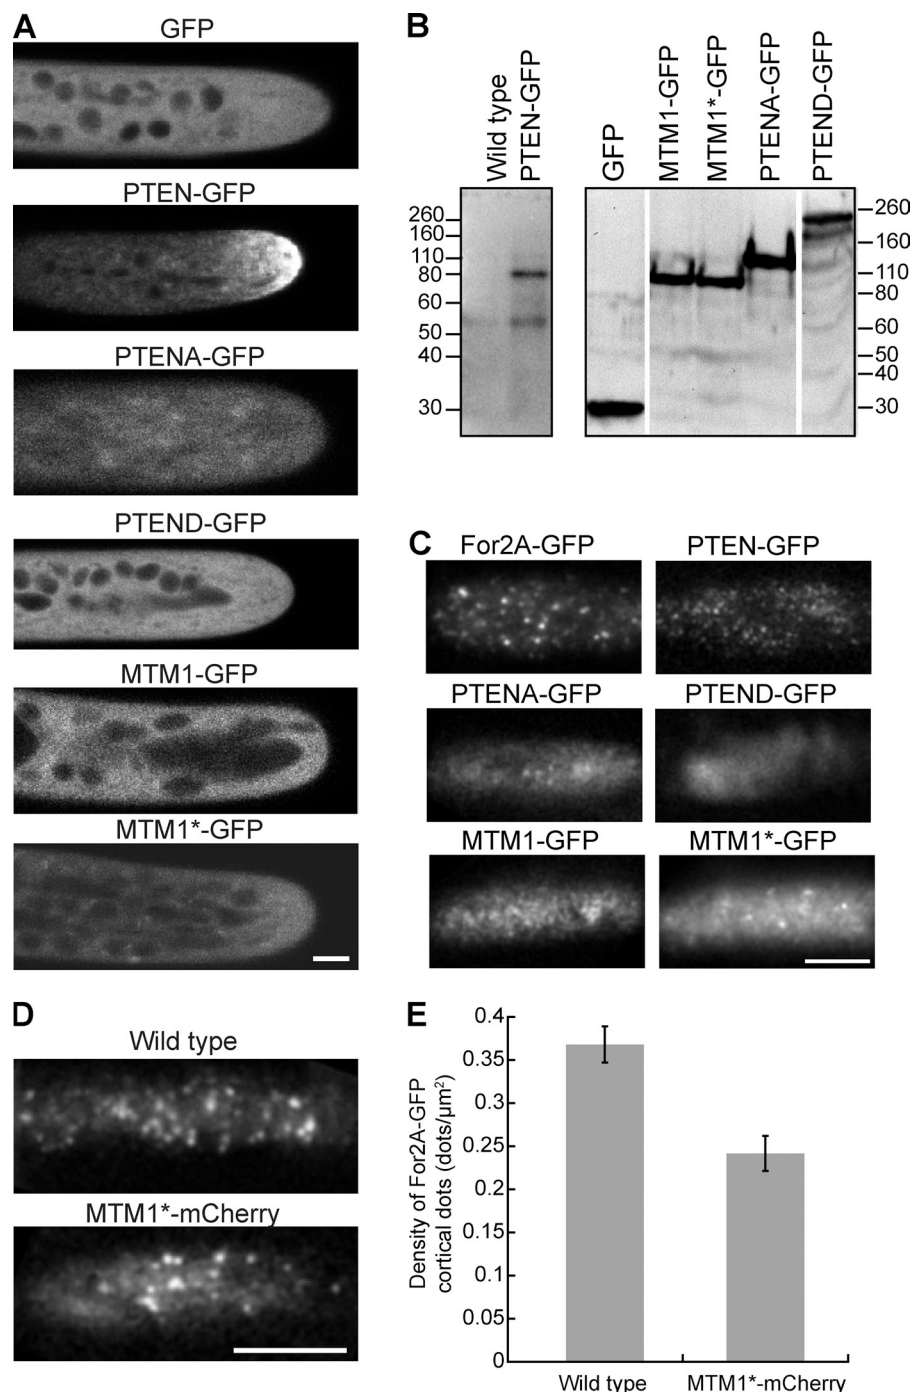 A
GFP
PTEN-GFP
PTENA-GFP
PTEND-GFP
MTM1-GFP
MTM1*-GFP
B
Wild type
PTEN-GFP
GFP
MTM1-GFP
MTM1*-GFP
PTENA-GFP
PTEND-GFP
260
160
110
80
60
50
40
30
260
160
110
80
60
50
40
30
C
For2A-GFP
PTEN-GFP
PTENA-GFP
PTEND-GFP
MTM1-GFP
MTM1*-GFP
D
Wild type
MTM1*-mCherry
E
Density of For2A-GFP
cortical dots (dots/µm²)
0.4
0.35
0.3
0.25
0.2
0.15
0.1
0.05
0
Wild type
MTM1*-mCherry